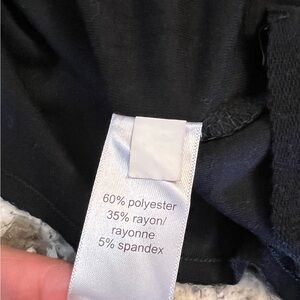 60% polyester
35% rayon/
rayonne
5% spandex